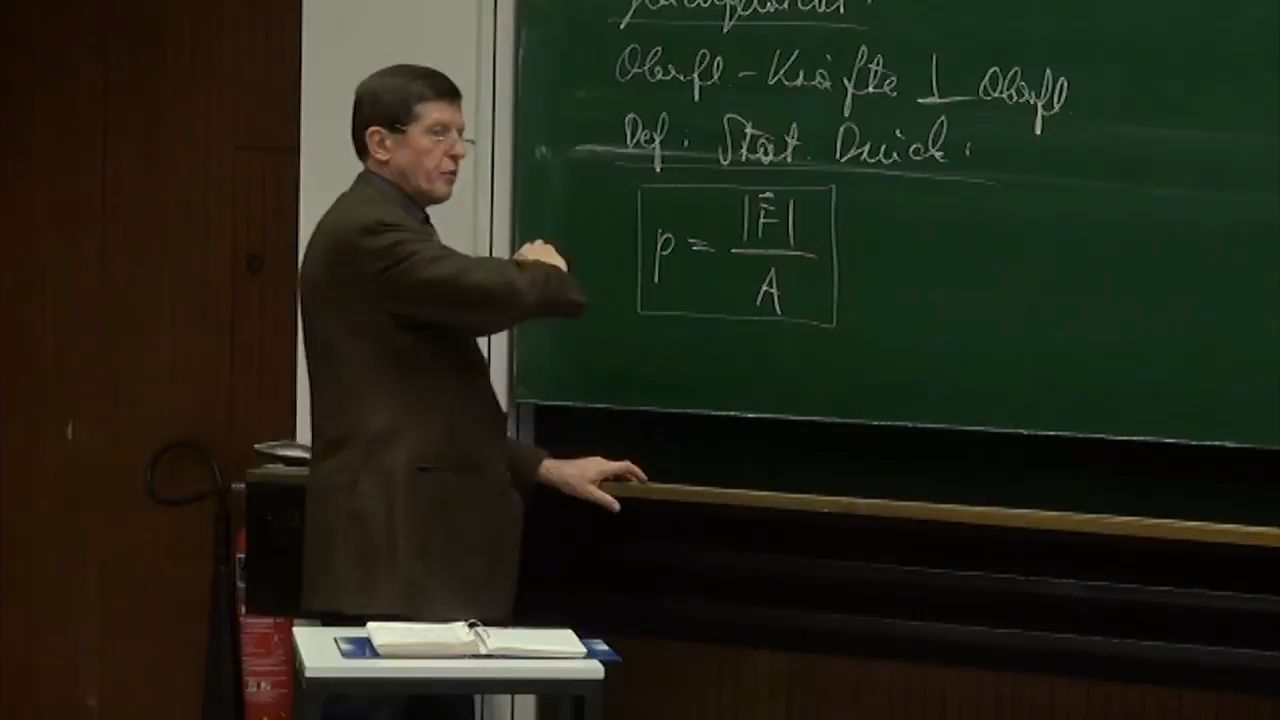 Oberfl.-Kräfte ⊥ Oberfl.
Def.: Stat. Druck:
p = |F⃗| / A